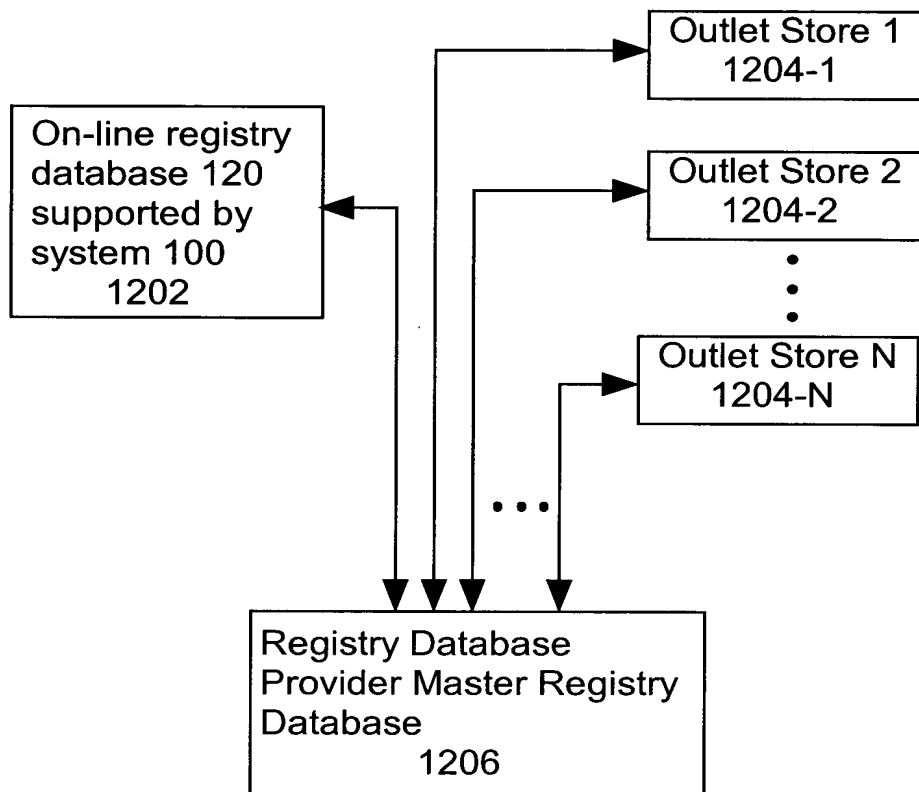 Outlet Store 1
1204-1
On-line registry
database 120
supported by
system 100
1202
Outlet Store 2
1204-2
Outlet Store N
1204-N
Registry Database
Provider Master Registry
Database
1206